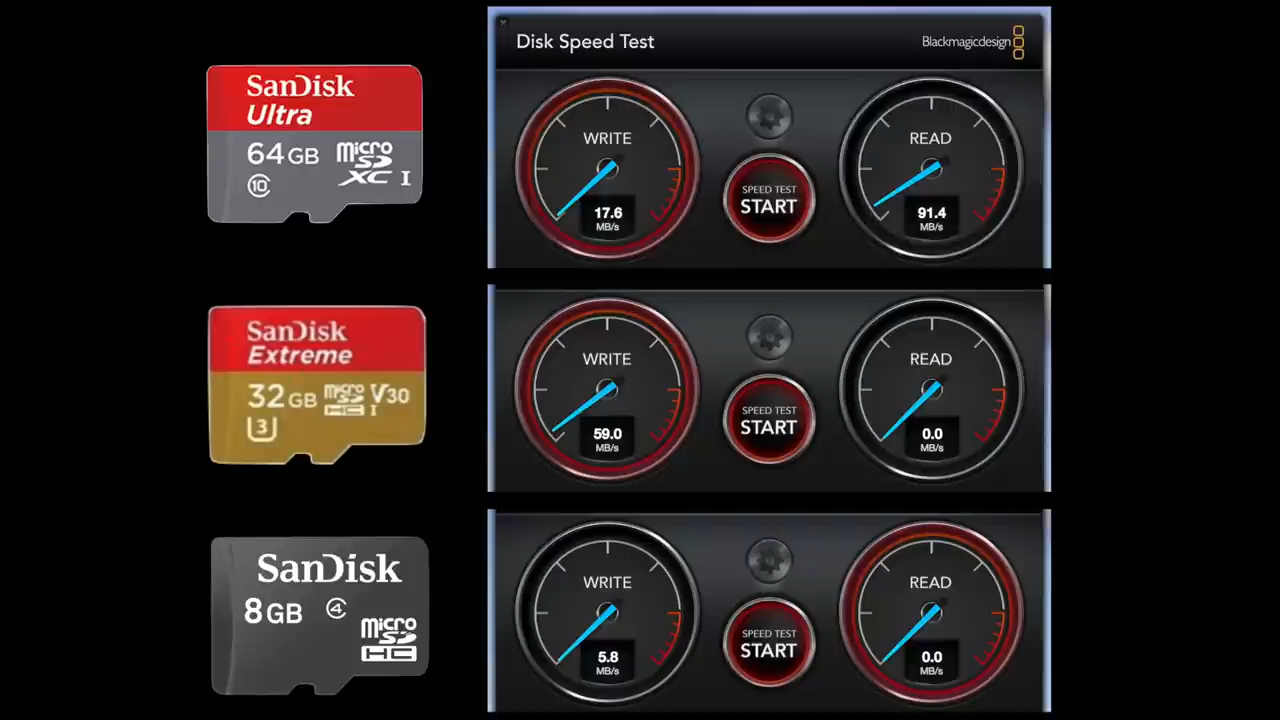 Disk Speed Test
Blackmagicdesign
SanDisk
Ultra
64GB
micro
SD
XC I
10
WRITE
17.6
MB/s
SPEED TEST
START
READ
91.4
MB/s
SanDisk
Extreme
32GB
micro
SD
HC I
V30
3
WRITE
59.0
MB/s
SPEED TEST
START
READ
0.0
MB/s
SanDisk
8GB
4
micro
SD
HC
WRITE
5.8
MB/s
SPEED TEST
START
READ
0.0
MB/s